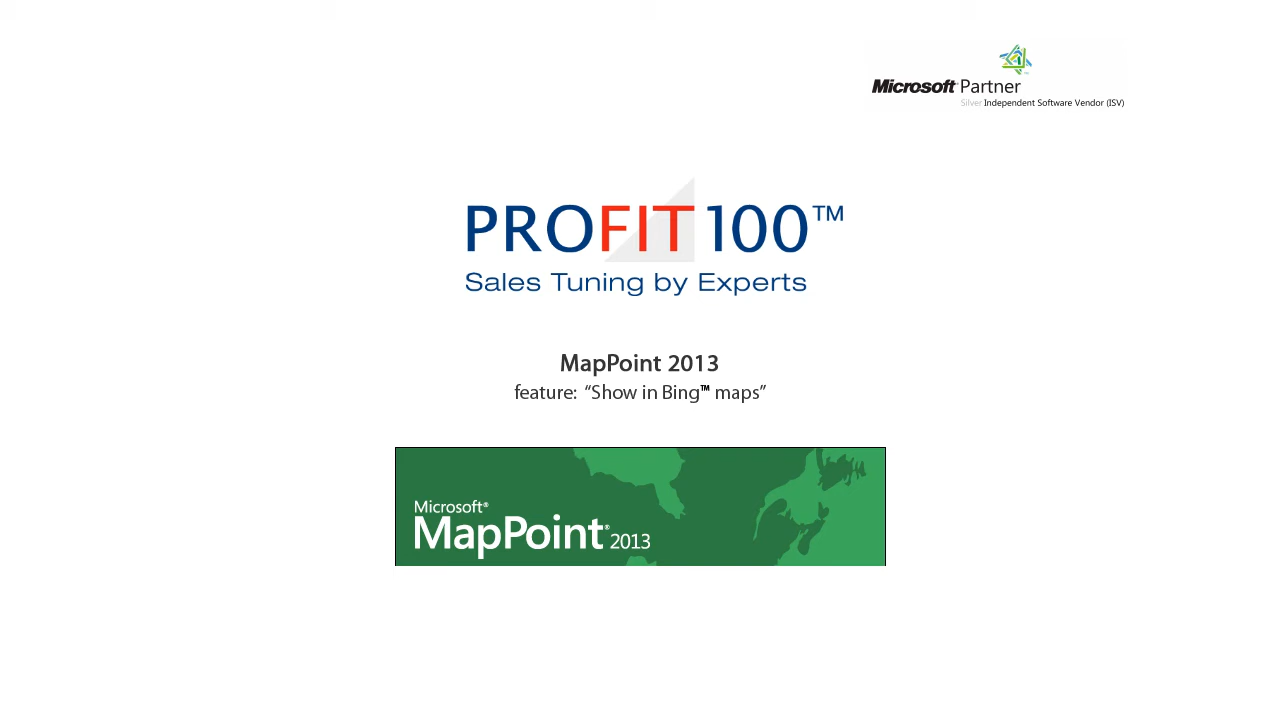 Microsoft Partner
Silver Independent Software Vendor (ISV)
PROFIT 100™
Sales Tuning by Experts
MapPoint 2013
feature: “Show in Bing™ maps”
Microsoft®
MapPoint® 2013